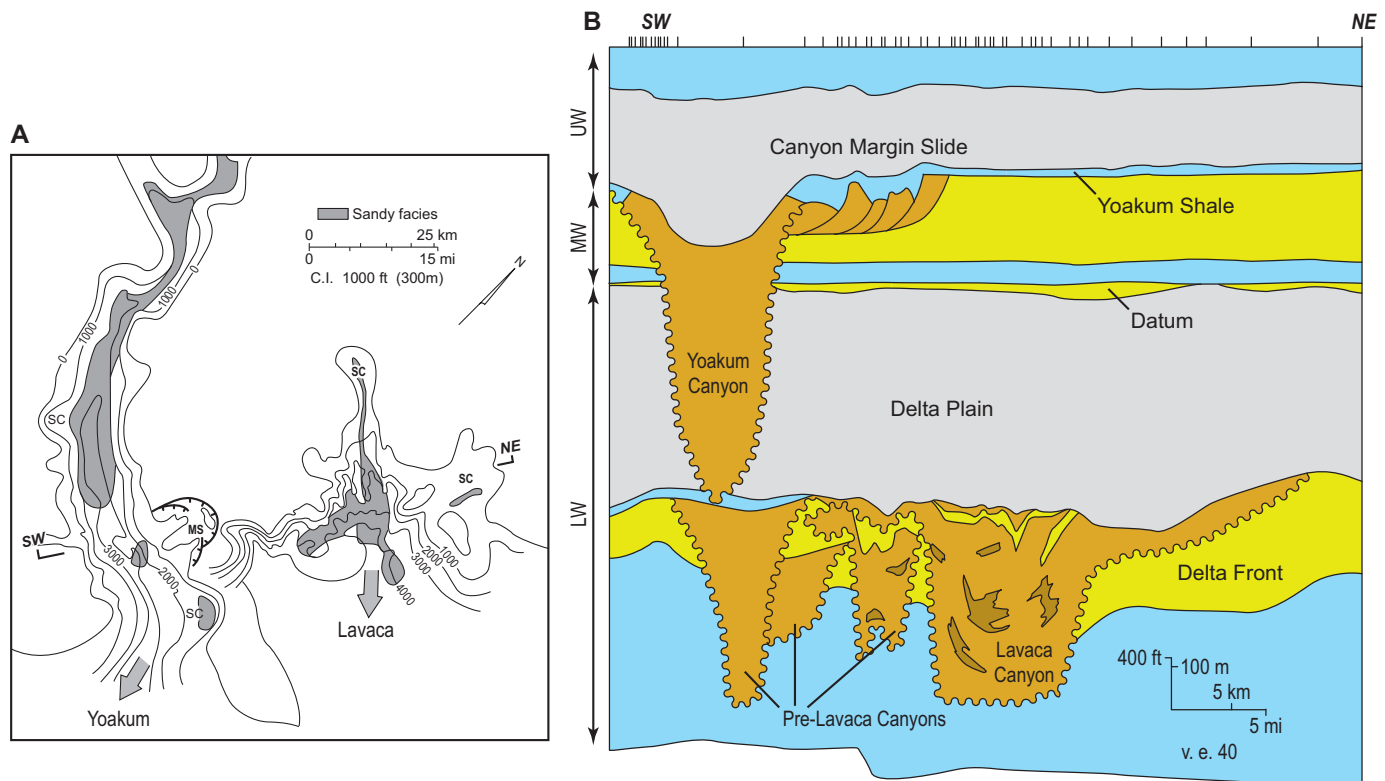 A
Sandy facies
0 25 km
0 15 mi
C.I. 1000 ft (300m)
N
0
1000
1000
0
0
SC
SC
NE
SC
SW
MS
3000
2000
SC
1000
2000
3000
4000
Lavaca
Yoakum
B
SW
NE
UW
Canyon Margin Slide
Yoakum Shale
MW
Datum
Yoakum
Canyon
Delta Plain
LW
Delta Front
Lavaca
Canyon
Pre-Lavaca Canyons
400 ft
100 m
5 km
5 mi
v. e. 40